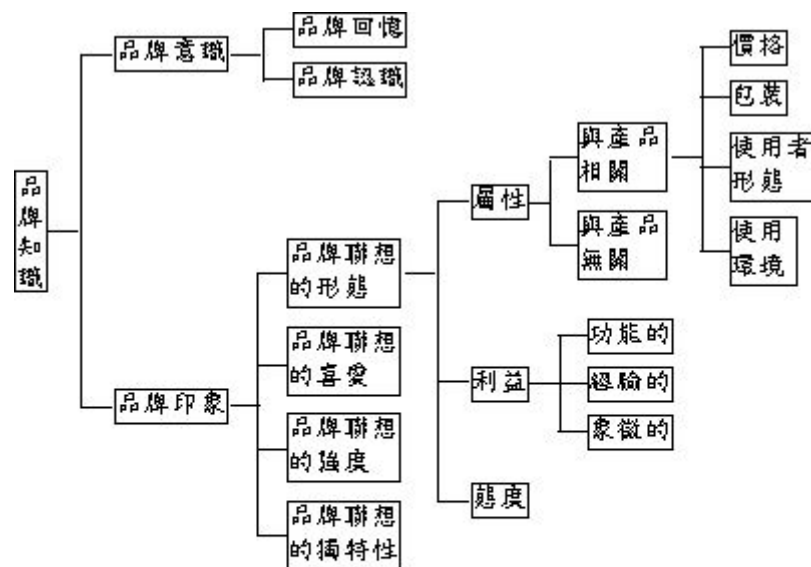 品牌知識
品牌意識
品牌回憶
品牌認識
品牌印象
品牌聯想
的形態
品牌聯想
的喜愛
品牌聯想
的強度
品牌聯想
的獨特性
屬性
與產品
相關
與產品
無關
價格
包裝
使用者
形態
使用
環境
利益
功能的
經驗的
象徵的
態度